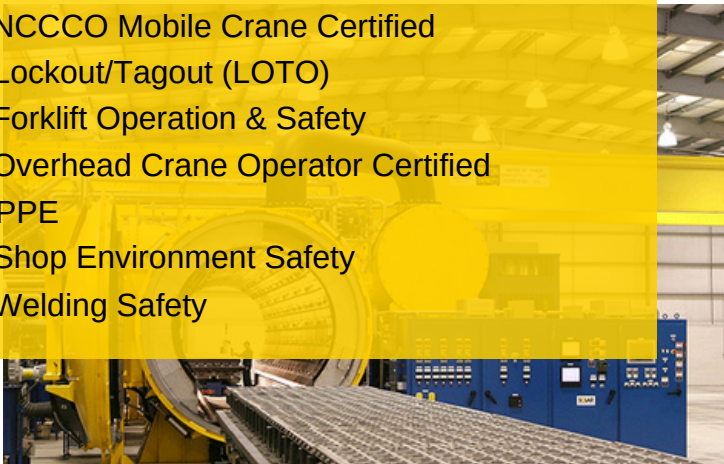 NCCCO Mobile Crane Certified
Lockout/Tagout (LOTO)
Forklift Operation & Safety
Overhead Crane Operator Certified
PPE
Shop Environment Safety
Welding Safety